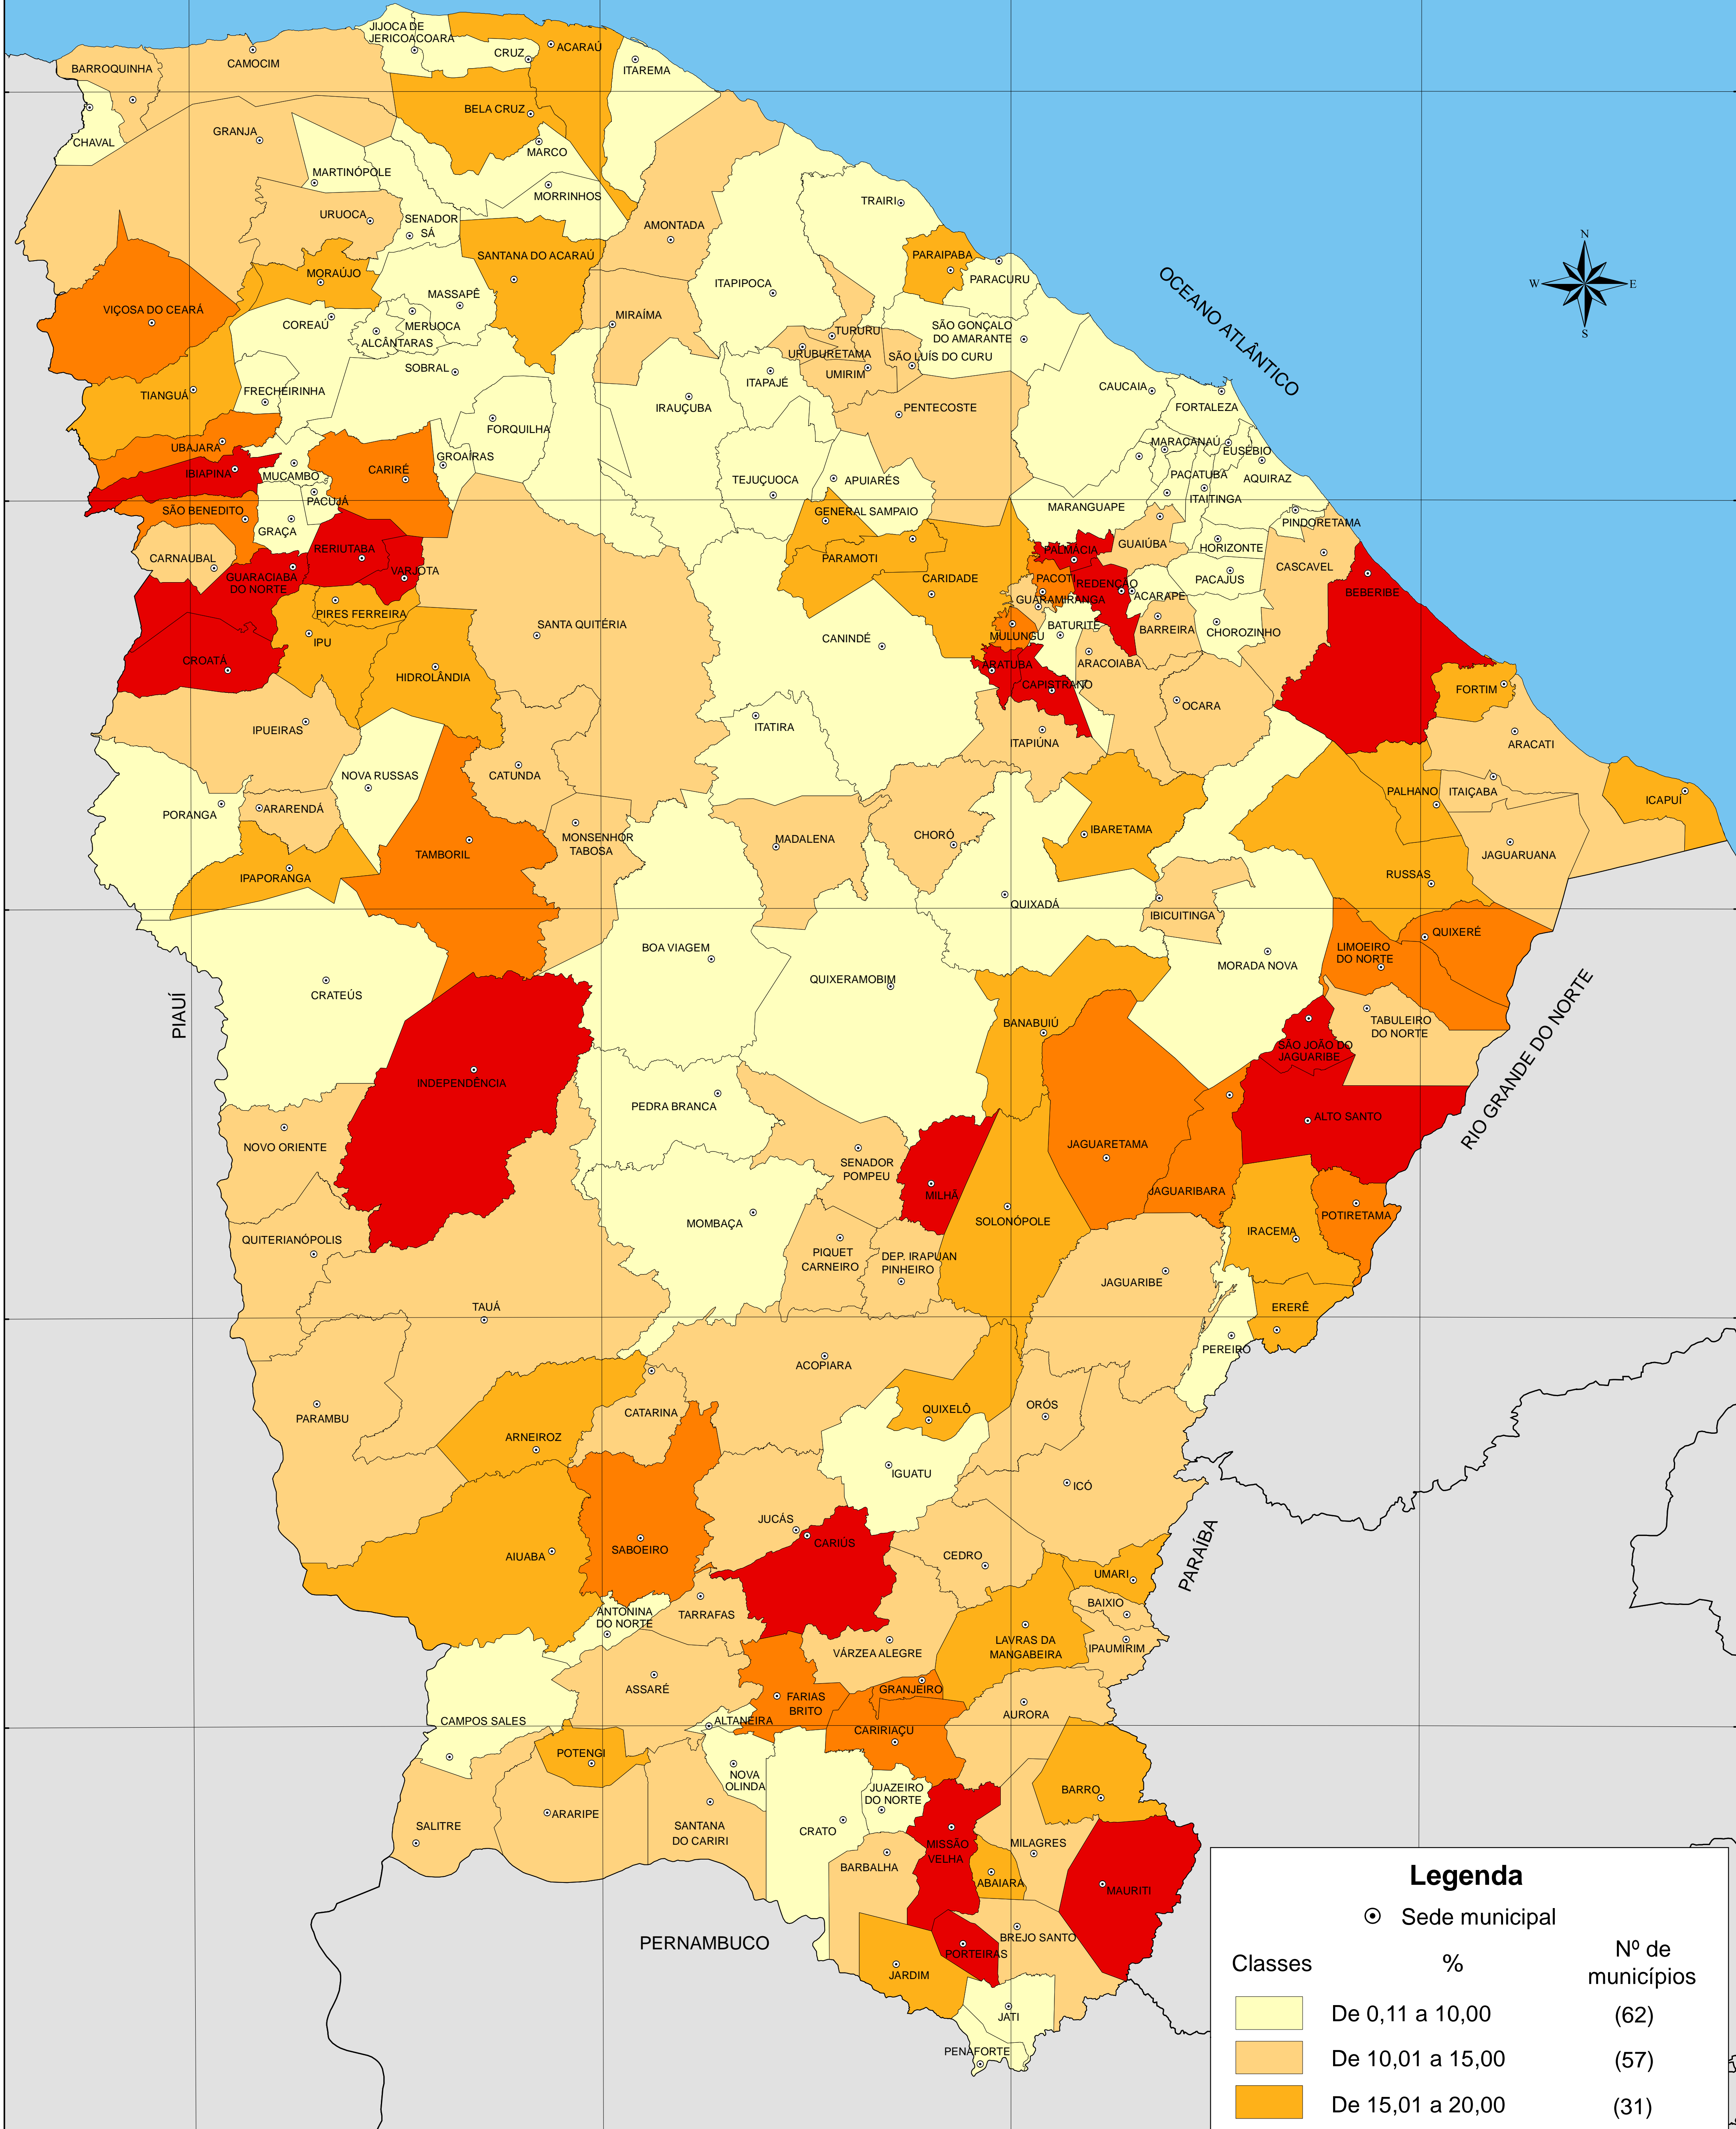 JIJOCA DE
JERICOACOARA
CRUZ
ACARAÚ
ITAREMA
BARROQUINHA
CAMOCIM
BELA CRUZ
CHAVAL
GRANJA
MARCO
MARTINÓPOLE
MORRINHOS
TRAIRI
URUOCA
SENADOR
SÁ
AMONTADA
PARAIPABA
PARACURU
N
W
E
S
OCEANO ATLÂNTICO
SANTANA DO ACARAÚ
MORAÚJO
ITAPIPOCA
MASSAPÊ
VIÇOSA DO CEARÁ
COREAÚ
MERUOCA
MIRAÍMA
ALCÂNTARAS
TURURU
SÃO GONÇALO
DO AMARANTE
URUBURETAMA
SÃO LUÍS DO CURU
SOBRAL
UMIRIM
ITAPAJÉ
TIANGUÁ
FRECHEIRINHA
IRAUÇUBA
CAUCAIA
FORTALEZA
PENTECOSTE
FORQUILHA
UBAJARA
MARACANAÚ
EUSÉBIO
GROAÍRAS
IBIAPINA
MUCAMBO
CARIRÉ
TEJUÇUOCA
APUIARÉS
PACATUBA
AQUIRAZ
ITAITINGA
PACUJÁ
SÃO BENEDITO
GENERAL SAMPAIO
MARANGUAPE
PINDORETAMA
GRAÇA
GUAIÚBA
HORIZONTE
RERIUTABA
PALMÁCIA
CARNAUBAL
PARAMOTI
CASCAVEL
VARJOTA
GUARACIABA
DO NORTE
CARIDADE
PACOTI
REDENÇÃO
PACAJUS
BEBERIBE
ACARAPE
GUARAMIRANGA
PIRES FERREIRA
SANTA QUITÉRIA
BATURITÉ
BARREIRA
CHOROZINHO
MULUNGU
CANINDÉ
IPU
CROATÁ
ARATUBA
ARACOIABA
HIDROLÂNDIA
CAPISTRANO
FORTIM
OCARA
IPUEIRAS
ITATIRA
ITAPIÚNA
ARACATI
NOVA RUSSAS
CATUNDA
PALHANO
ITAIÇABA
ICAPUÍ
PORANGA
ARARENDÁ
IBARETAMA
MONSENHOR
TABOSA
MADALENA
CHORÓ
TAMBORIL
JAGUARUANA
IPAPORANGA
RUSSAS
QUIXADÁ
IBICUITINGA
BOA VIAGEM
QUIXERÉ
LIMOEIRO
DO NORTE
MORADA NOVA
QUIXERAMOBIM
CRATEÚS
PIAUÍ
BANABUIÚ
TABULEIRO
DO NORTE
SÃO JOÃO DO
JAGUARIBE
RIO GRANDE DO NORTE
INDEPENDÊNCIA
PEDRA BRANCA
ALTO SANTO
NOVO ORIENTE
JAGUARETAMA
SENADOR
POMPEU
MILHÃ
JAGUARIBARA
POTIRETAMA
MOMBAÇA
SOLONÓPOLE
IRACEMA
QUITERIANÓPOLIS
PIQUET
CARNEIRO
DEP. IRAPUAN
PINHEIRO
JAGUARIBE
TAUÁ
ERERÊ
PEREIRO
ACOPIARA
QUIXELÔ
ORÓS
PARAMBU
CATARINA
ARNEIROZ
IGUATU
ICÓ
JUCÁS
CARIÚS
SABOEIRO
AIUABA
CEDRO
PARAÍBA
UMARI
ANTONINA
DO NORTE
TARRAFAS
BAIXIO
LAVRAS DA
MANGABEIRA
IPAUMIRIM
VÁRZEA ALEGRE
ASSARÉ
GRANJEIRO
FARIAS
BRITO
AURORA
CAMPOS SALES
ALTANEIRA
CARIRIAÇU
POTENGI
NOVA
OLINDA
JUAZEIRO
DO NORTE
BARRO
ARARIPE
SALITRE
SANTANA
DO CARIRI
CRATO
MISSÃO
VELHA
MILAGRES
BARBALHA
ABAIARA
MAURITI
PERNAMBUCO
BREJO SANTO
PORTEIRAS
JARDIM
JATI
PENAFORTE
Legenda
Sede municipal
Classes % Nº de
municípios
De 0,11 a 10,00 (62)
De 10,01 a 15,00 (57)
De 15,01 a 20,00 (31)